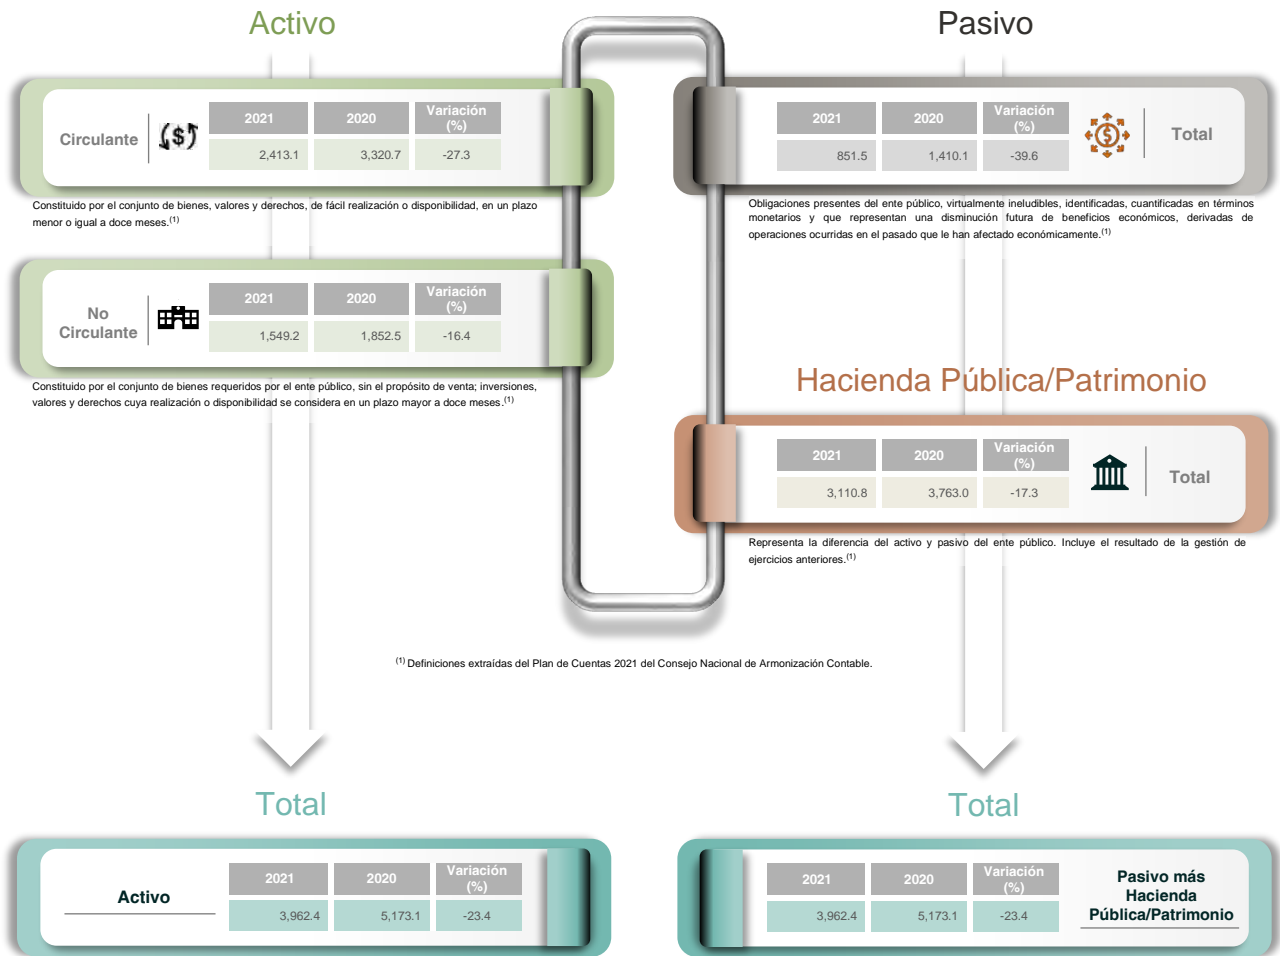 Activo
Circulante
2021 2020 Variación (%)
2,413.1 3,320.7 -27.3
Constituido por el conjunto de bienes, valores y derechos, de fácil realización o disponibilidad, en un plazo
menor o igual a doce meses.(1)
No
Circulante
2021 2020 Variación (%)
1,549.2 1,852.5 -16.4
Constituido por el conjunto de bienes requeridos por el ente público, sin el propósito de venta; inversiones,
valores y derechos cuya realización o disponibilidad se considera en un plazo mayor a doce meses.(1)
Pasivo
2021 2020 Variación (%)
851.5 1,410.1 -39.6
Total
Obligaciones presentes del ente público, virtualmente ineludibles, identificadas, cuantificadas en términos
monetarios y que representan una disminución futura de beneficios económicos, derivadas de
operaciones ocurridas en el pasado que le han afectado económicamente.(1)
Hacienda Pública/Patrimonio
2021 2020 Variación (%)
3,110.8 3,763.0 -17.3
Total
Representa la diferencia del activo y pasivo del ente público. Incluye el resultado de la gestión de
ejercicios anteriores.(1)
(1) Definiciones extraídas del Plan de Cuentas 2021 del Consejo Nacional de Armonización Contable.
Total
Activo
2021 2020 Variación (%)
3,962.4 5,173.1 -23.4
Total
2021 2020 Variación (%)
3,962.4 5,173.1 -23.4
Pasivo más
Hacienda
Pública/Patrimonio